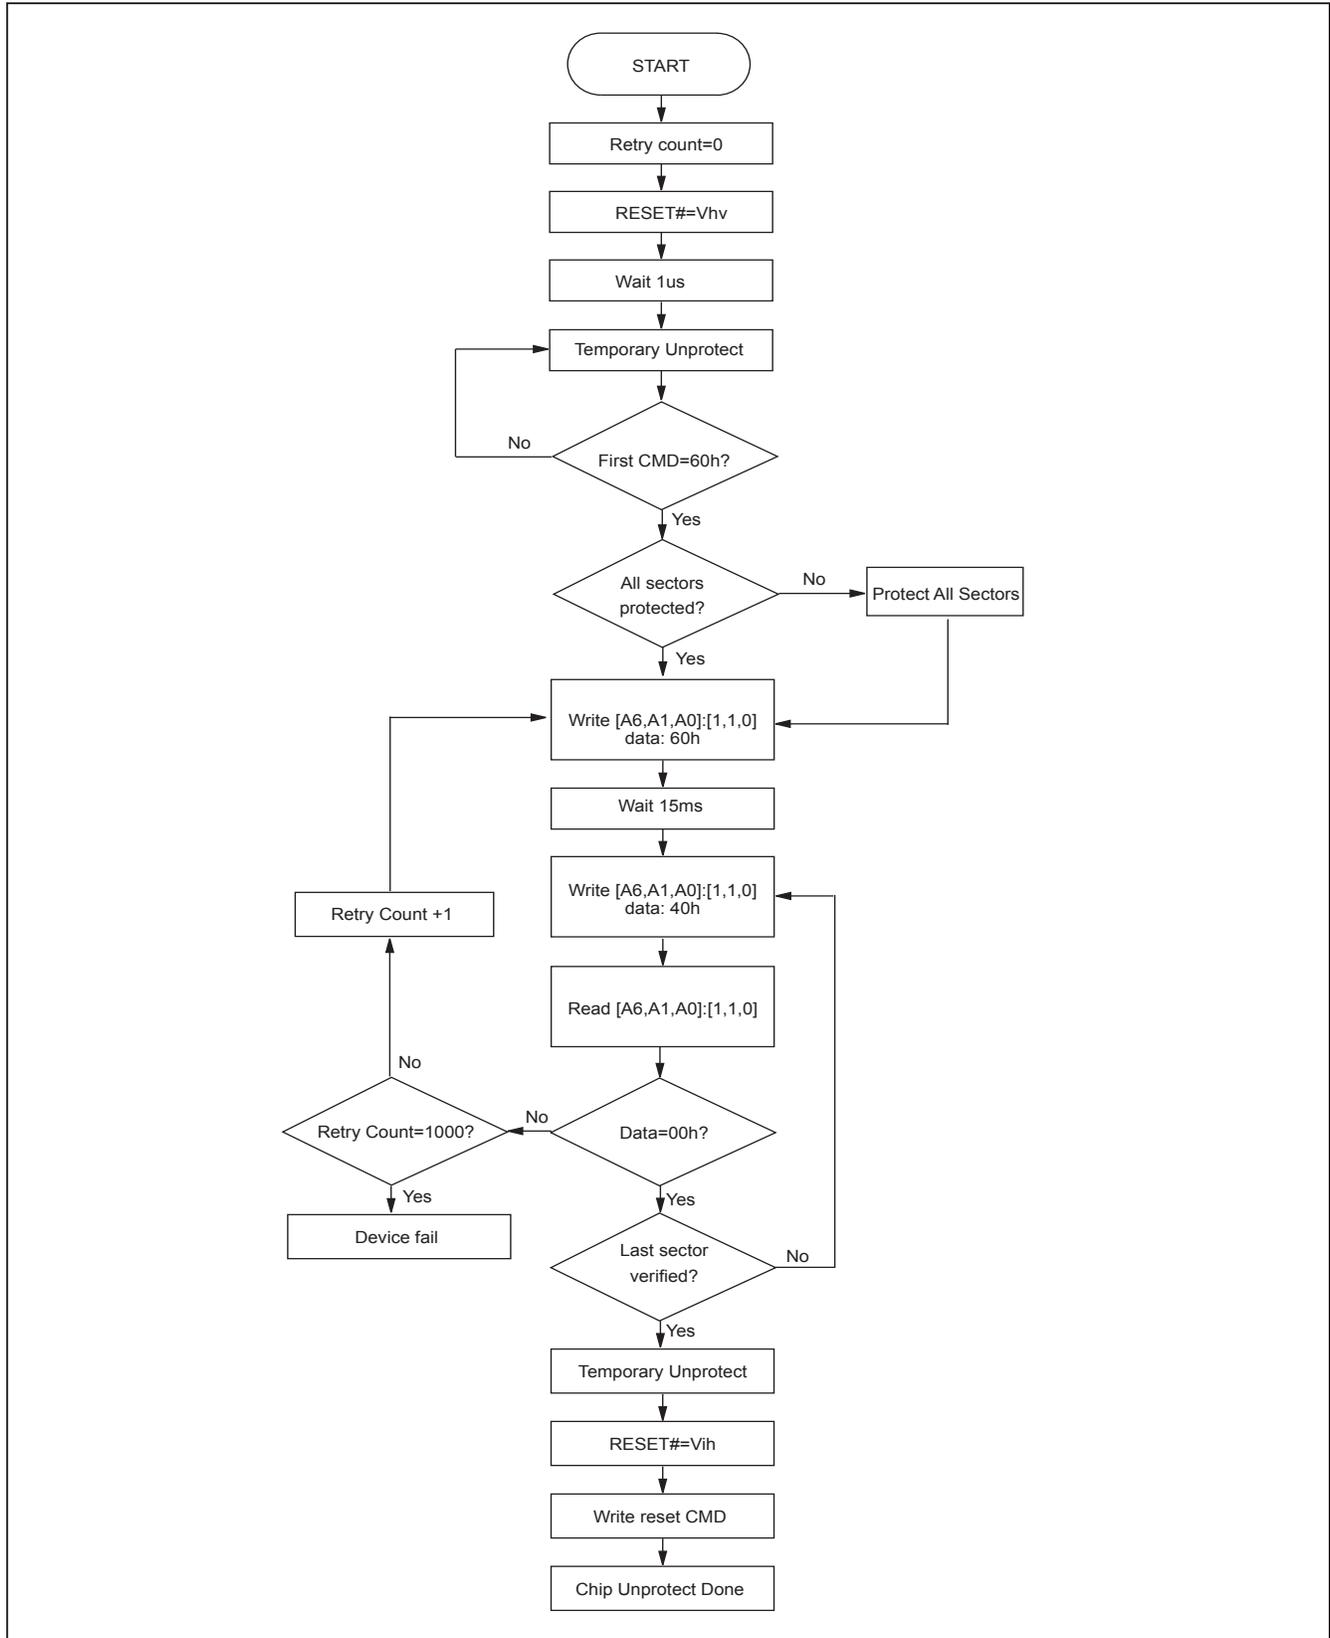 START
Retry count=0
RESET#=Vhv
Wait 1us
Temporary Unprotect
No
First CMD=60h?
Yes
All sectors
protected?
No
Protect All Sectors
Yes
Write [A6,A1,A0]:[1,1,0]
data: 60h
Wait 15ms
Write [A6,A1,A0]:[1,1,0]
data: 40h
Retry Count +1
Read [A6,A1,A0]:[1,1,0]
No
Retry Count=1000?
No
Data=00h?
Yes
Yes
Device fail
Last sector
verified?
No
Yes
Temporary Unprotect
RESET#=Vih
Write reset CMD
Chip Unprotect Done